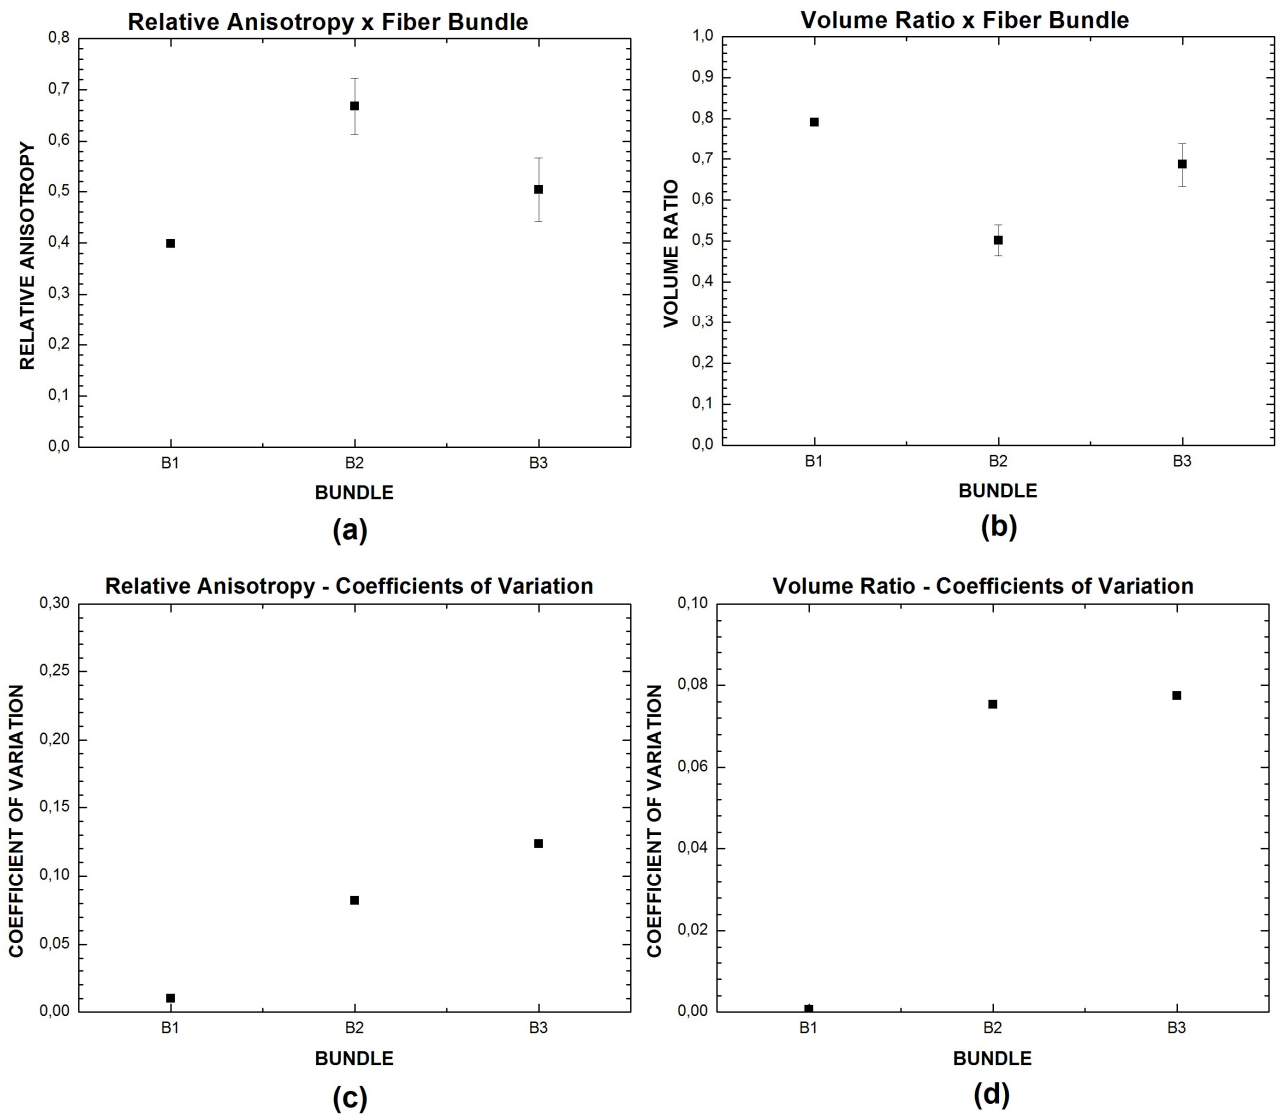 Relative Anisotropy x Fiber Bundle
0,8
0,7
0,6
0,5
0,4
0,3
0,2
0,1
0,0
RELATIVE ANISOTROPY
B1 B2 B3
BUNDLE
(a)
Volume Ratio x Fiber Bundle
1,0
0,9
0,8
0,7
0,6
0,5
0,4
0,3
0,2
0,1
0,0
VOLUME RATIO
B1 B2 B3
BUNDLE
(b)
Relative Anisotropy - Coefficients of Variation
0,30
0,25
0,20
0,15
0,10
0,05
0,00
COEFFICIENT OF VARIATION
B1 B2 B3
BUNDLE
(c)
Volume Ratio - Coefficients of Variation
0,10
0,08
0,06
0,04
0,02
0,00
COEFFICIENT OF VARIATION
B1 B2 B3
BUNDLE
(d)